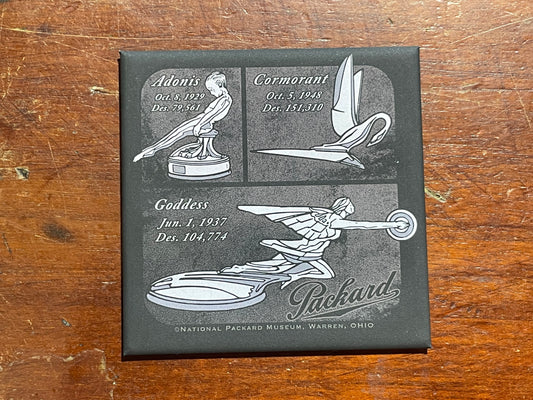 Adonis
Oct. 8, 1929
Des. 79,561
Cormorant
Oct. 5, 1948
Des. 151,310
Goddess
Jun. 1, 1937
Des. 104,774
Packard
©National Packard Museum, Warren, Ohio